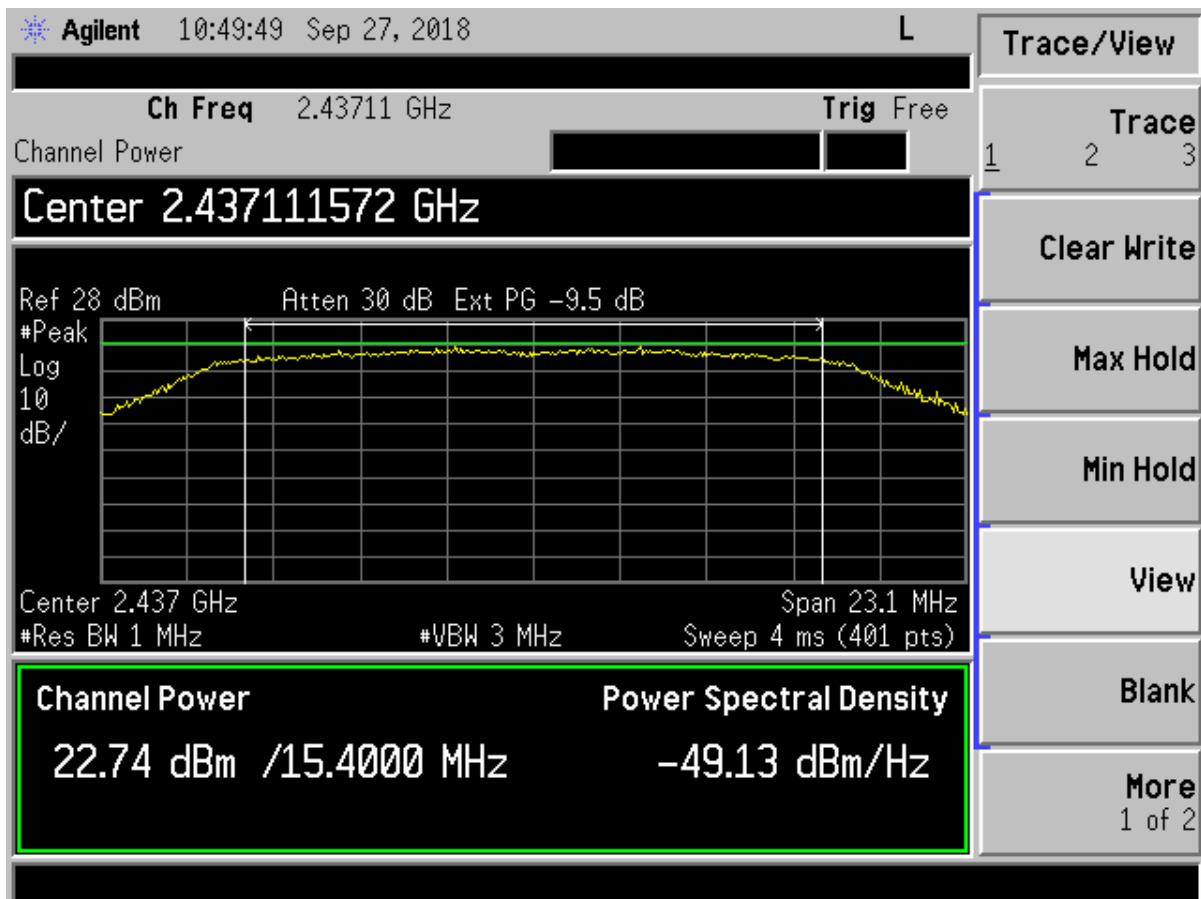 Agilent 10:49:49 Sep 27, 2018 L
Trace/View
Ch Freq 2.43711 GHz Trig Free
Channel Power
Trace
1 2 3
Center 2.437111572 GHz
Clear Write
Ref 28 dBm Atten 30 dB Ext PG −9.5 dB
#Peak
Log
10
dB/
Max Hold
Min Hold
View
Center 2.437 GHz Span 23.1 MHz
#Res BW 1 MHz #VBW 3 MHz Sweep 4 ms (401 pts)
Channel Power Power Spectral Density
22.74 dBm /15.4000 MHz −49.13 dBm/Hz
Blank
More
1 of 2